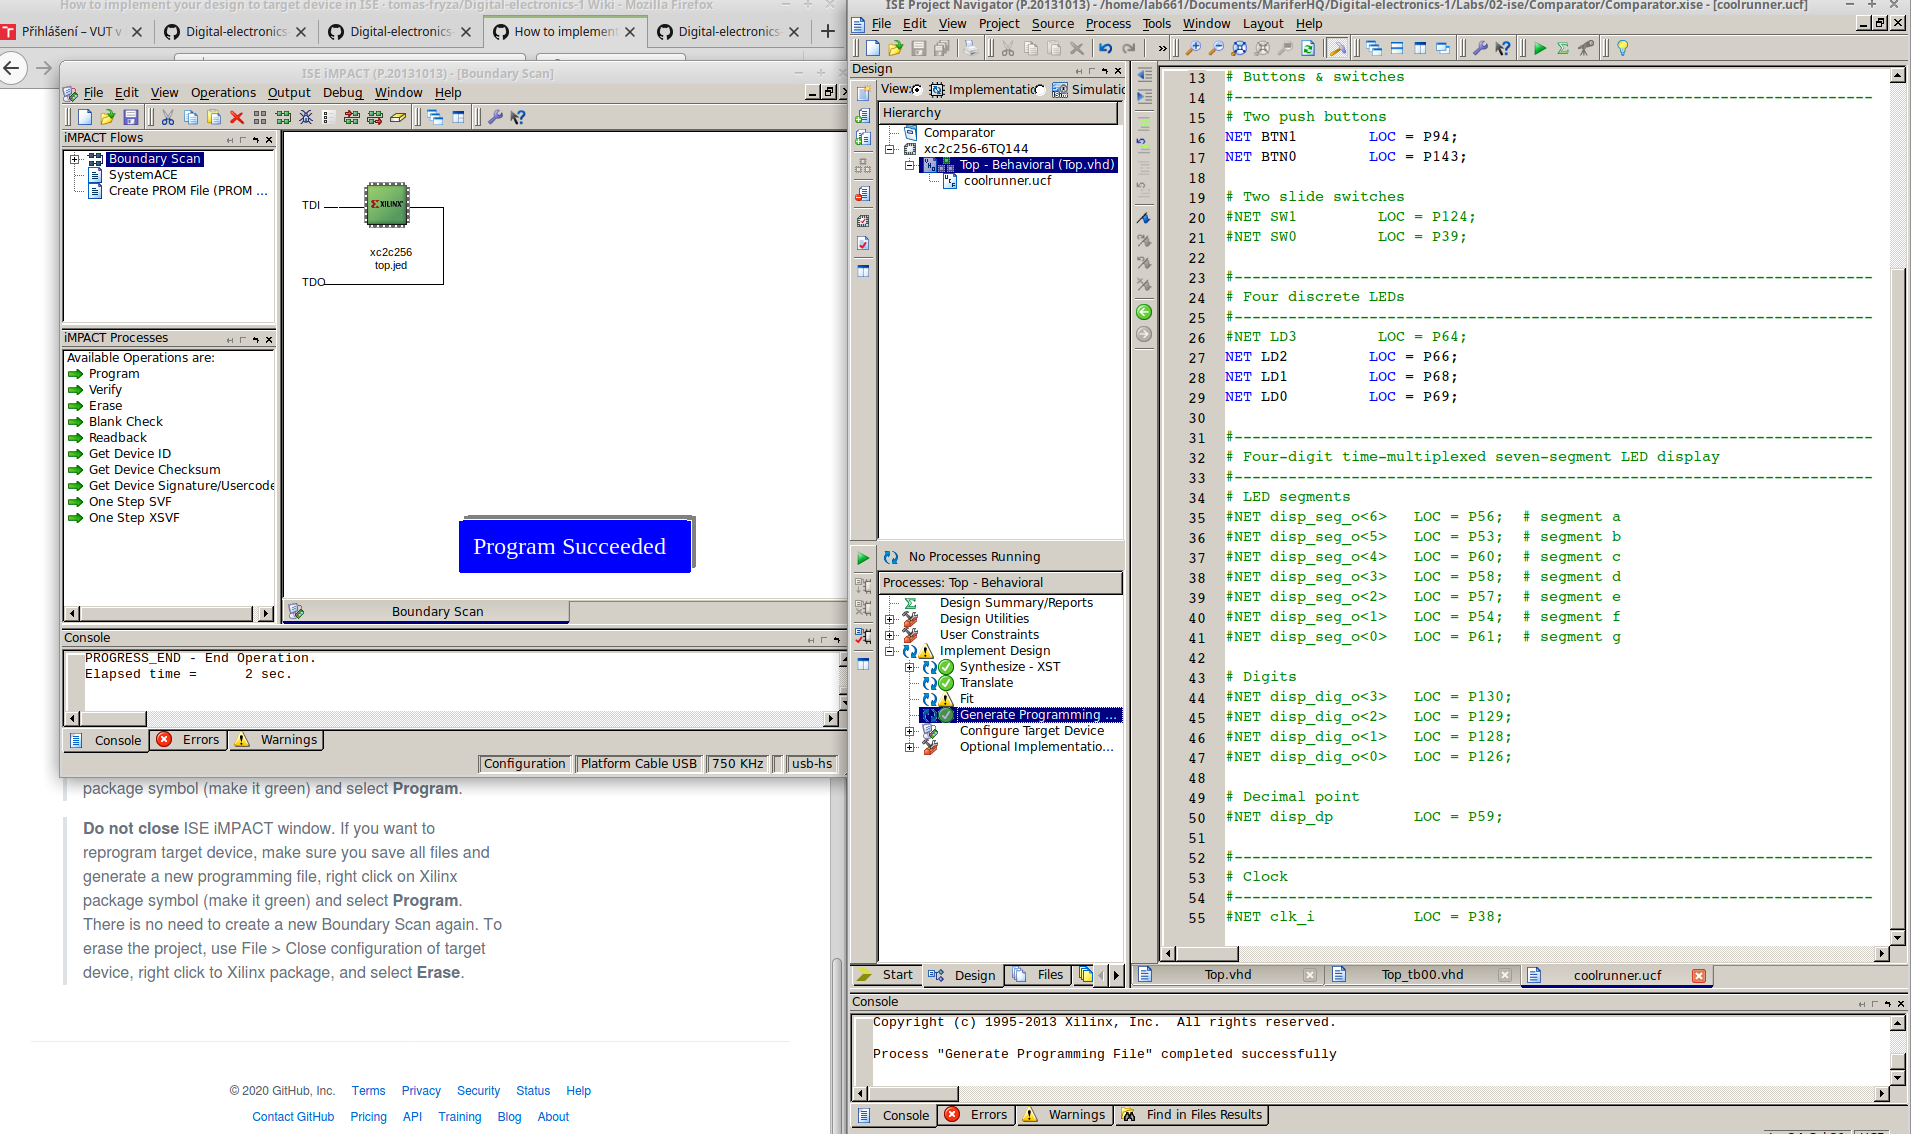 How to implement your design to target device in ISE · tomas-fryza/Digital-electronics-1 Wiki - Mozilla Firefox
Přihlášení – VUT v
Digital-electronics-
Digital-electronics-
How to implement
Digital-electronics-
ISE iMPACT (P.20131013) - [Boundary Scan]
File Edit View Operations Output Debug Window Help
iMPACT Flows
Boundary Scan
SystemACE
Create PROM File (PROM ...
TDI
XILINX
xc2c256
top.jed
TDO
iMPACT Processes
Available Operations are:
Program
Verify
Erase
Blank Check
Readback
Get Device ID
Get Device Checksum
Get Device Signature/Usercode
One Step SVF
One Step XSVF
Program Succeeded
Boundary Scan
Console
PROGRESS_END - End Operation.
Elapsed time =      2 sec.
Console Errors Warnings
Configuration Platform Cable USB 750 KHz usb-hs
package symbol (make it green) and select Program.
Do not close ISE iMPACT window. If you want to
reprogram target device, make sure you save all files and
generate a new programming file, right click on Xilinx
package symbol (make it green) and select Program.
There is no need to create a new Boundary Scan again. To
erase the project, use File > Close configuration of target
device, right click to Xilinx package, and select Erase.
© 2020 GitHub, Inc. Terms Privacy Security Status Help
Contact GitHub Pricing API Training Blog About
ISE Project Navigator (P.20131013) - /home/lab661/Documents/MariferHQ/Digital-electronics-1/Labs/02-ise/Comparator/Comparator.xise - [coolrunner.ucf]
File Edit View Project Source Process Tools Window Layout Help
Design
View: Implementatic Simulatic
Hierarchy
Comparator
xc2c256-6TQ144
Top - Behavioral (Top.vhd)
coolrunner.ucf
No Processes Running
Processes: Top - Behavioral
Design Summary/Reports
Design Utilities
User Constraints
Implement Design
Synthesize - XST
Translate
Fit
Generate Programming ...
Configure Target Device
Optional Implementatio...
Start Design Files
13 # Buttons & switches
14 #-----------------------------------------------------------------------
15 # Two push buttons
16 NET BTN1        LOC = P94;
17 NET BTN0        LOC = P143;
18
19 # Two slide switches
20 #NET SW1         LOC = P124;
21 #NET SW0         LOC = P39;
22
23 #-----------------------------------------------------------------------
24 # Four discrete LEDs
25 #-----------------------------------------------------------------------
26 #NET LD3         LOC = P64;
27 NET LD2         LOC = P66;
28 NET LD1         LOC = P68;
29 NET LD0         LOC = P69;
30
31 #-----------------------------------------------------------------------
32 # Four-digit time-multiplexed seven-segment LED display
33 #-----------------------------------------------------------------------
34 # LED segments
35 #NET disp_seg_o<6>   LOC = P56;  # segment a
36 #NET disp_seg_o<5>   LOC = P53;  # segment b
37 #NET disp_seg_o<4>   LOC = P60;  # segment c
38 #NET disp_seg_o<3>   LOC = P58;  # segment d
39 #NET disp_seg_o<2>   LOC = P57;  # segment e
40 #NET disp_seg_o<1>   LOC = P54;  # segment f
41 #NET disp_seg_o<0>   LOC = P61;  # segment g
42
43 # Digits
44 #NET disp_dig_o<3>   LOC = P130;
45 #NET disp_dig_o<2>   LOC = P129;
46 #NET disp_dig_o<1>   LOC = P128;
47 #NET disp_dig_o<0>   LOC = P126;
48
49 # Decimal point
50 #NET disp_dp         LOC = P59;
51
52 #-----------------------------------------------------------------------
53 # Clock
54 #-----------------------------------------------------------------------
55 #NET clk_i           LOC = P38;
Top.vhd Top_tb00.vhd coolrunner.ucf
Console
Copyright (c) 1995-2013 Xilinx, Inc.  All rights reserved.
Process "Generate Programming File" completed successfully
Console Errors Warnings Find in Files Results